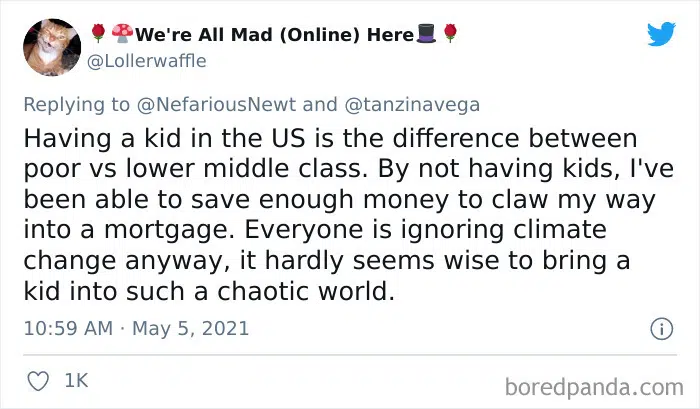 🌹🍄We're All Mad (Online) Here🎩🌹
@Lollerwaffle
Replying to @NefariousNewt and @tanzinavega
Having a kid in the US is the difference between
poor vs lower middle class. By not having kids, I've
been able to save enough money to claw my way
into a mortgage. Everyone is ignoring climate
change anyway, it hardly seems wise to bring a
kid into such a chaotic world.
10:59 AM · May 5, 2021
1K
boredpanda.com